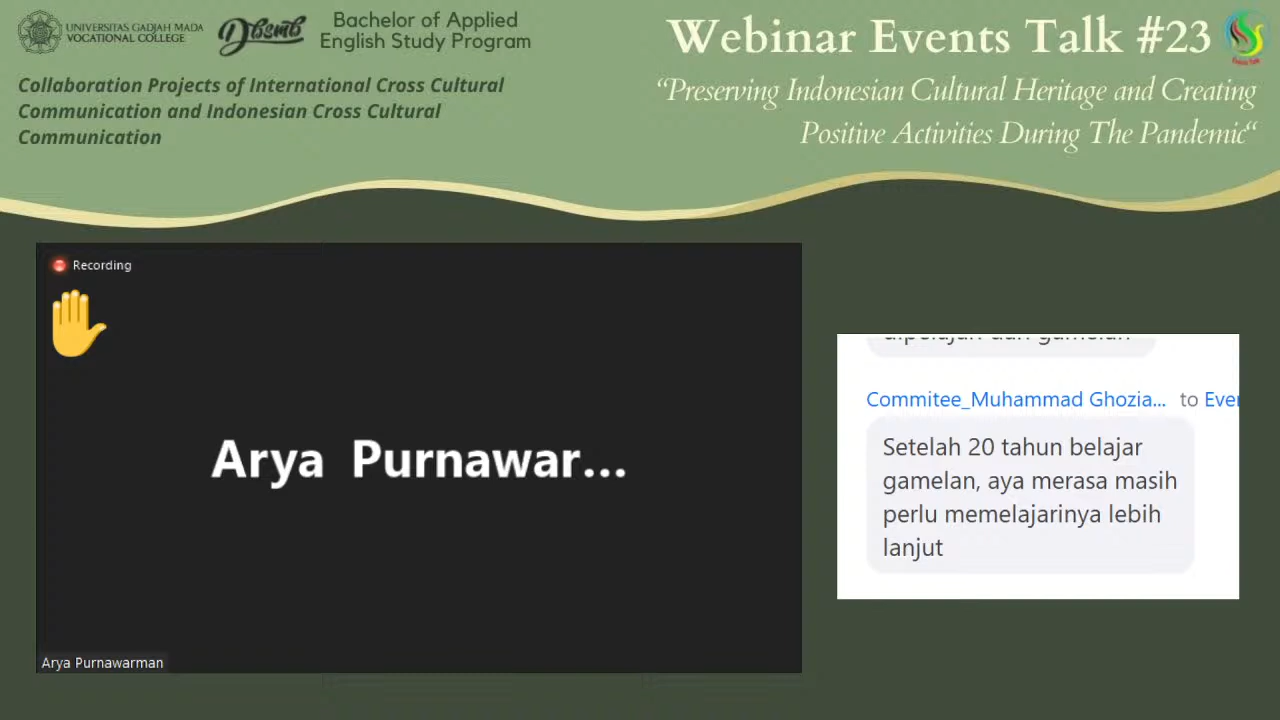 UNIVERSITAS GADJAH MADA
VOCATIONAL COLLEGE
Dbsmb
Bachelor of Applied
English Study Program
Collaboration Projects of International Cross Cultural
Communication and Indonesian Cross Cultural
Communication
Webinar Events Talk #23
“Preserving Indonesian Cultural Heritage and Creating
Positive Activities During The Pandemic“
Recording
Arya Purnawar...
Arya Purnawarman
gamelan
Commitee_Muhammad Ghozia... to
Setelah 20 tahun belajar
gamelan, aya merasa masih
perlu memelajarinya lebih
lanjut